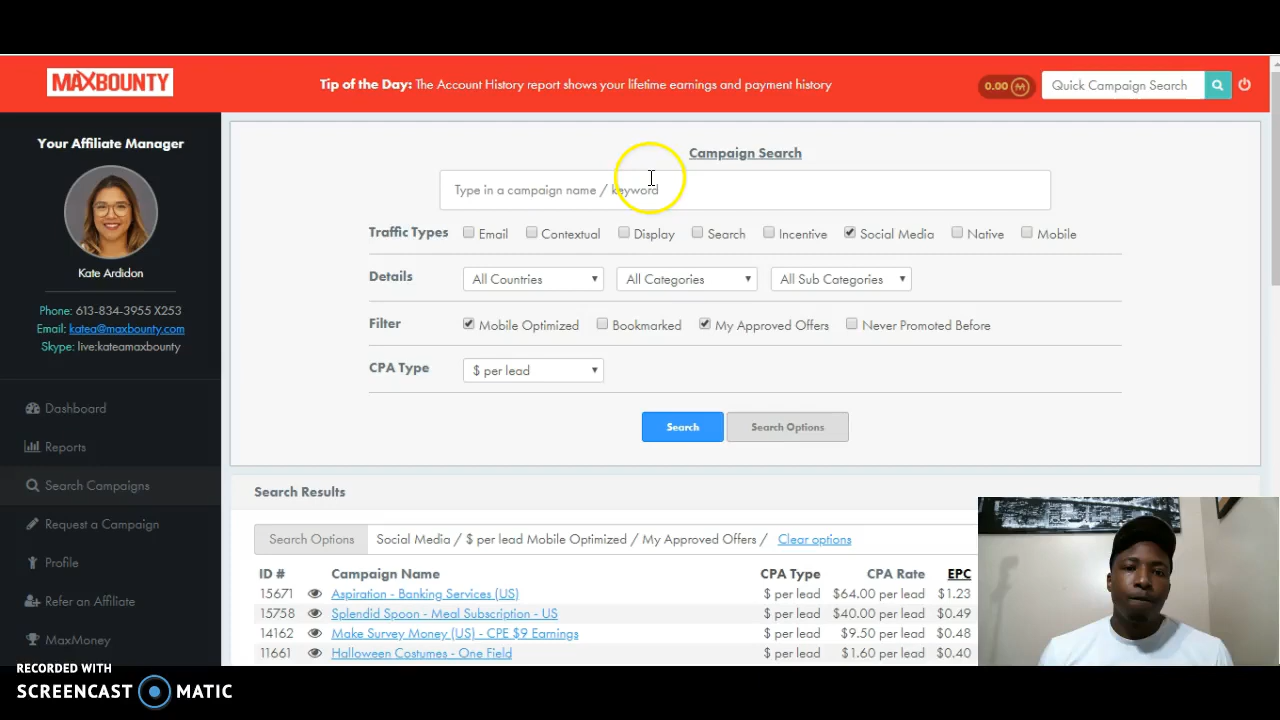 MAXBOUNTY
Tip of the Day: The Account History report shows your lifetime earnings and payment history
0.00
Quick Campaign Search
Your Affiliate Manager
Kate Ardidon
Phone: 613-834-3955 X253
Email: katea@maxbounty.com
Skype: live:kateamaxbounty
Dashboard
Reports
Search Campaigns
Request a Campaign
Profile
Refer an Affiliate
MaxMoney
Campaign Search
Type in a campaign name / keyword
Traffic Types Email Contextual Display Search Incentive Social Media Native Mobile
Details All Countries All Categories All Sub Categories
Filter Mobile Optimized Bookmarked My Approved Offers Never Promoted Before
CPA Type $ per lead
Search Search Options
Search Results
Search Options Social Media / $ per lead Mobile Optimized / My Approved Offers / Clear options
ID # Campaign Name CPA Type CPA Rate EPC
15671 Aspiration - Banking Services (US) $ per lead $64.00 per lead $1.23
15758 Splendid Spoon - Meal Subscription - US $ per lead $40.00 per lead $0.49
14162 Make Survey Money (US) - CPE $9 Earnings $ per lead $9.50 per lead $0.48
11661 Halloween Costumes - One Field $ per lead $1.60 per lead $0.40
RECORDED WITH
SCREENCAST MATIC